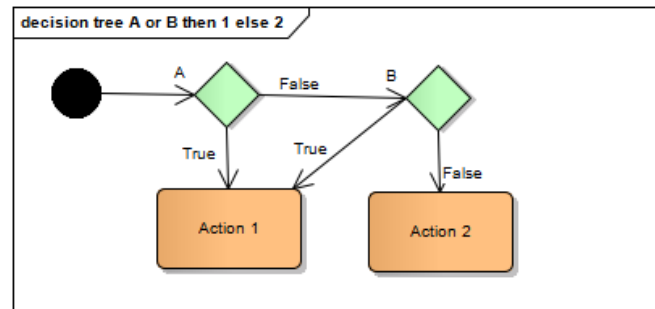 decision tree A or B then 1 else 2
A
B
False
True
True
False
Action 1
Action 2